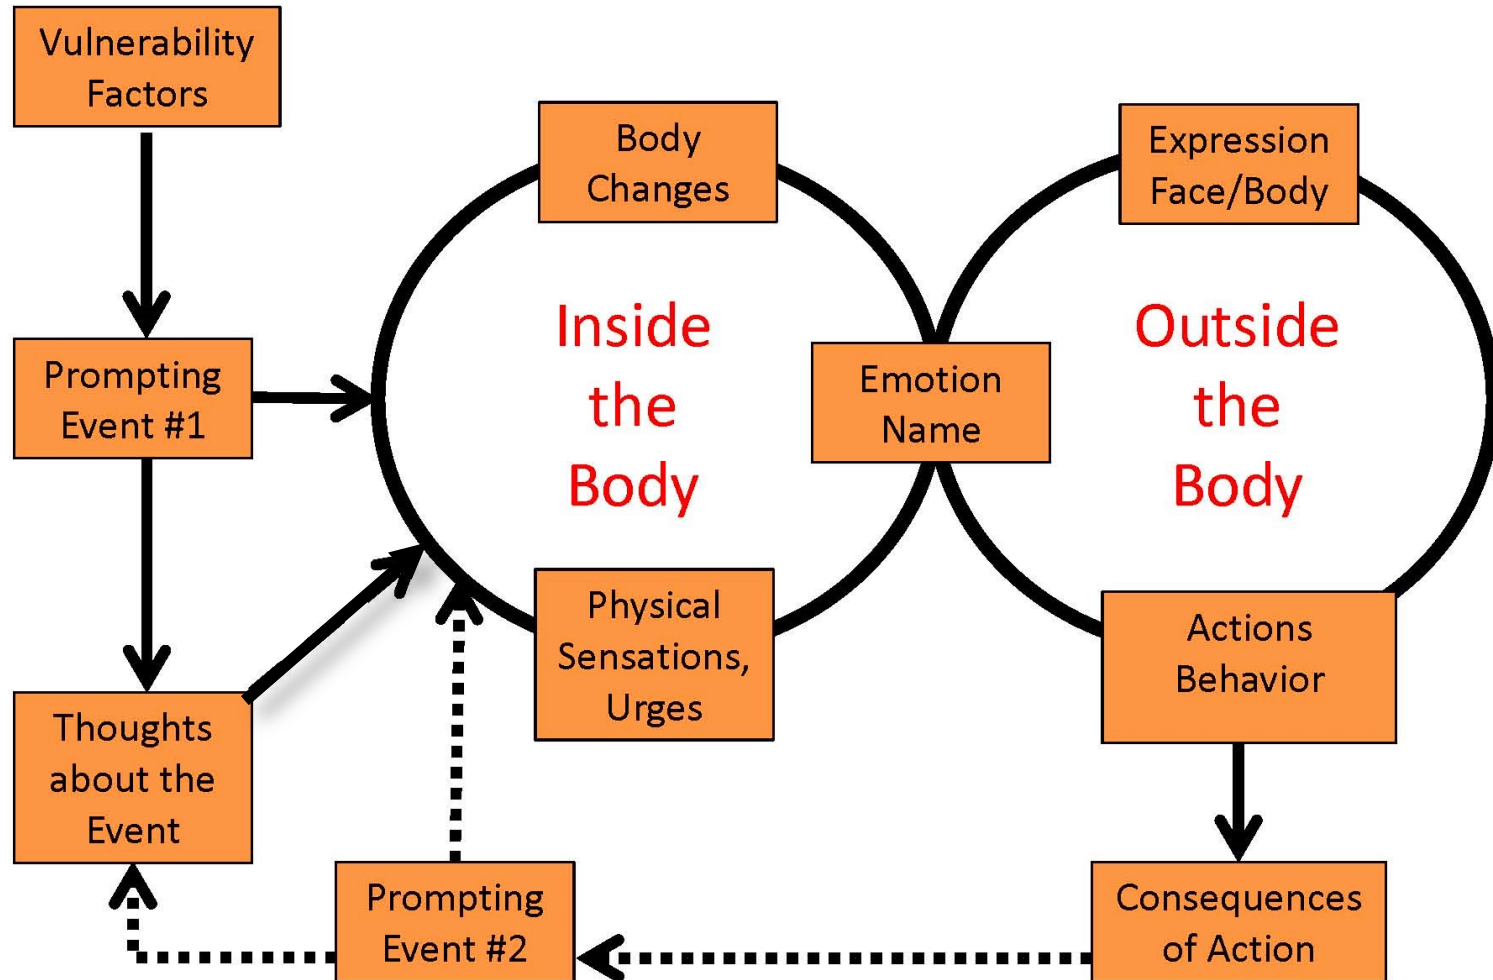 Vulnerability
Factors
Body
Changes
Expression
Face/Body
Inside
the
Body
Outside
the
Body
Prompting
Event #1
Emotion
Name
Physical
Sensations,
Urges
Actions
Behavior
Thoughts
about the
Event
Prompting
Event #2
Consequences
of Action